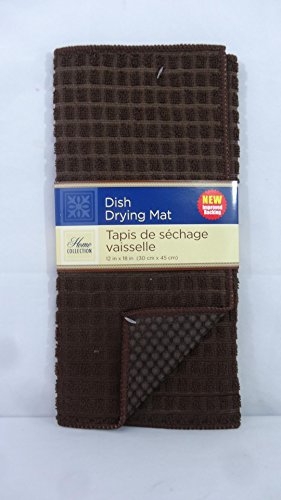 Dish
Drying Mat
NEW
Improved
Backing
Home
COLLECTION
Tapis de séchage
vaisselle
12 in x 18 in (30 cm x 45 cm)